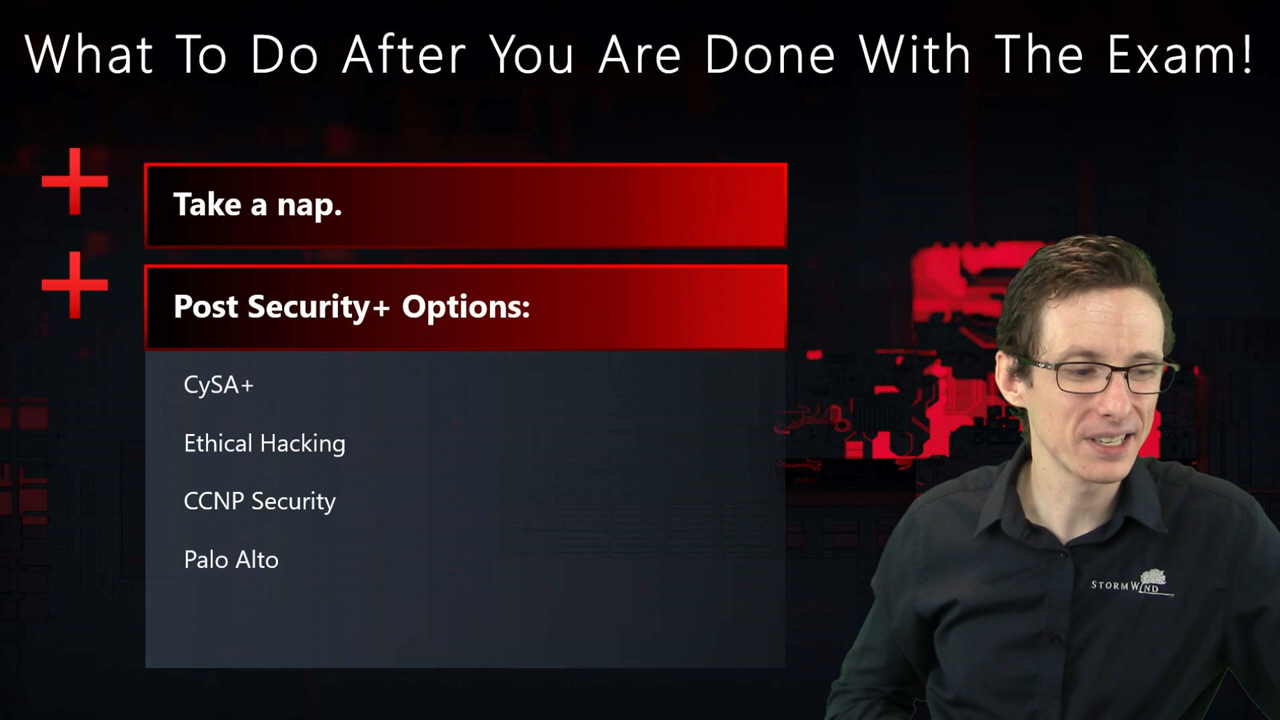 What To Do After You Are Done With The Exam!
Take a nap.
Post Security+ Options:
CySA+
Ethical Hacking
CCNP Security
Palo Alto
STORMWIND